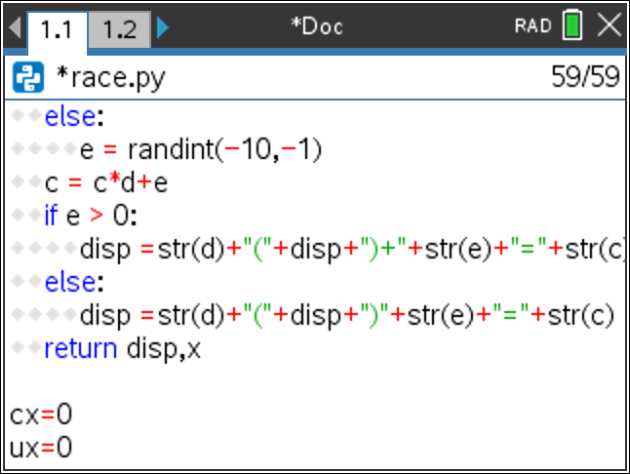 1.1 1.2 *Doc RAD
*race.py 59/59
else:
e = randint(-10,-1)
c = c*d+e
if e > 0:
disp =str(d)+"("+disp+")+"+str(e)+"="+str(c)
else:
disp =str(d)+"("+disp+")"+str(e)+"="+str(c)
return disp,x
cx=0
ux=0